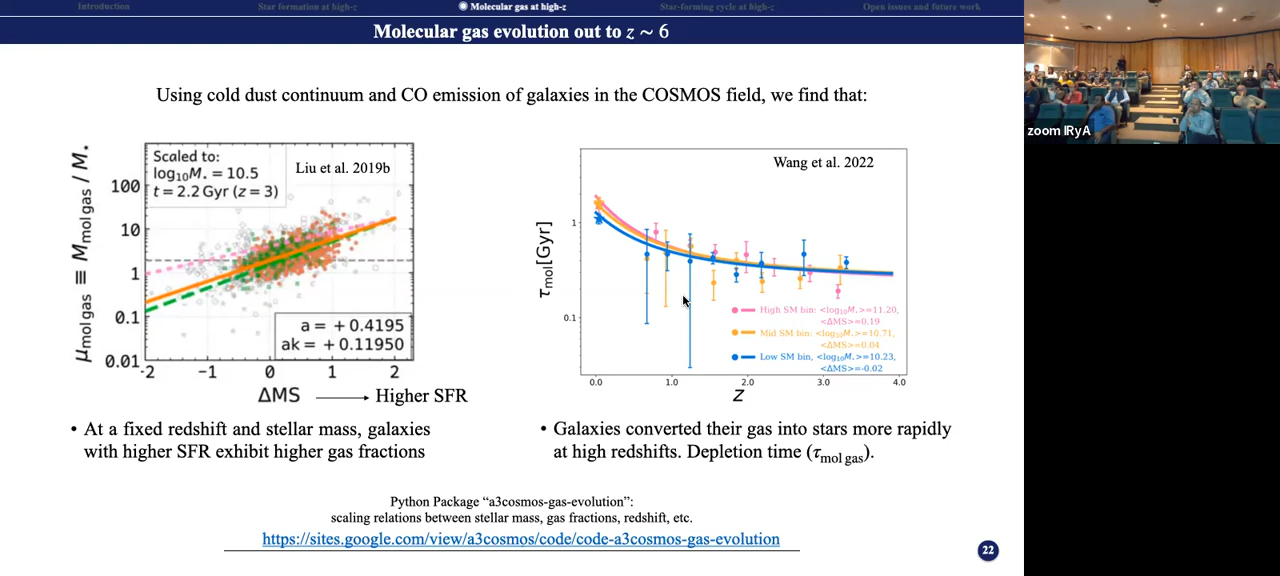 Introduction
Star formation at high-z
Molecular gas at high-z
Star-forming cycle at high-z
Open issues and future work
Molecular gas evolution out to z ~ 6
Using cold dust continuum and CO emission of galaxies in the COSMOS field, we find that:
Scaled to:
log₁₀M⋆ = 10.5
t = 2.2 Gyr (z = 3)
Liu et al. 2019b
μmol gas ≡ Mmol gas / M⋆
100
10
1
0.1
0.01
a = +0.4195
ak = +0.11950
-2
−1
0
1
2
ΔMS
Higher SFR
• At a fixed redshift and stellar mass, galaxies
with higher SFR exhibit higher gas fractions
Wang et al. 2022
τmol[Gyr]
1
0.1
High SM bin: <log₁₀M⋆>=11.20,
<ΔMS>=0.19
Mid SM bin: <log₁₀M⋆>=10.71,
<ΔMS>=0.04
Low SM bin, <log₁₀M⋆>=10.23,
<ΔMS>=-0.02
0.0
1.0
2.0
3.0
4.0
z
• Galaxies converted their gas into stars more rapidly
at high redshifts. Depletion time (τmol gas).
Python Package “a3cosmos-gas-evolution”:
scaling relations between stellar mass, gas fractions, redshift, etc.
https://sites.google.com/view/a3cosmos/code/code-a3cosmos-gas-evolution
22
zoom IRyA